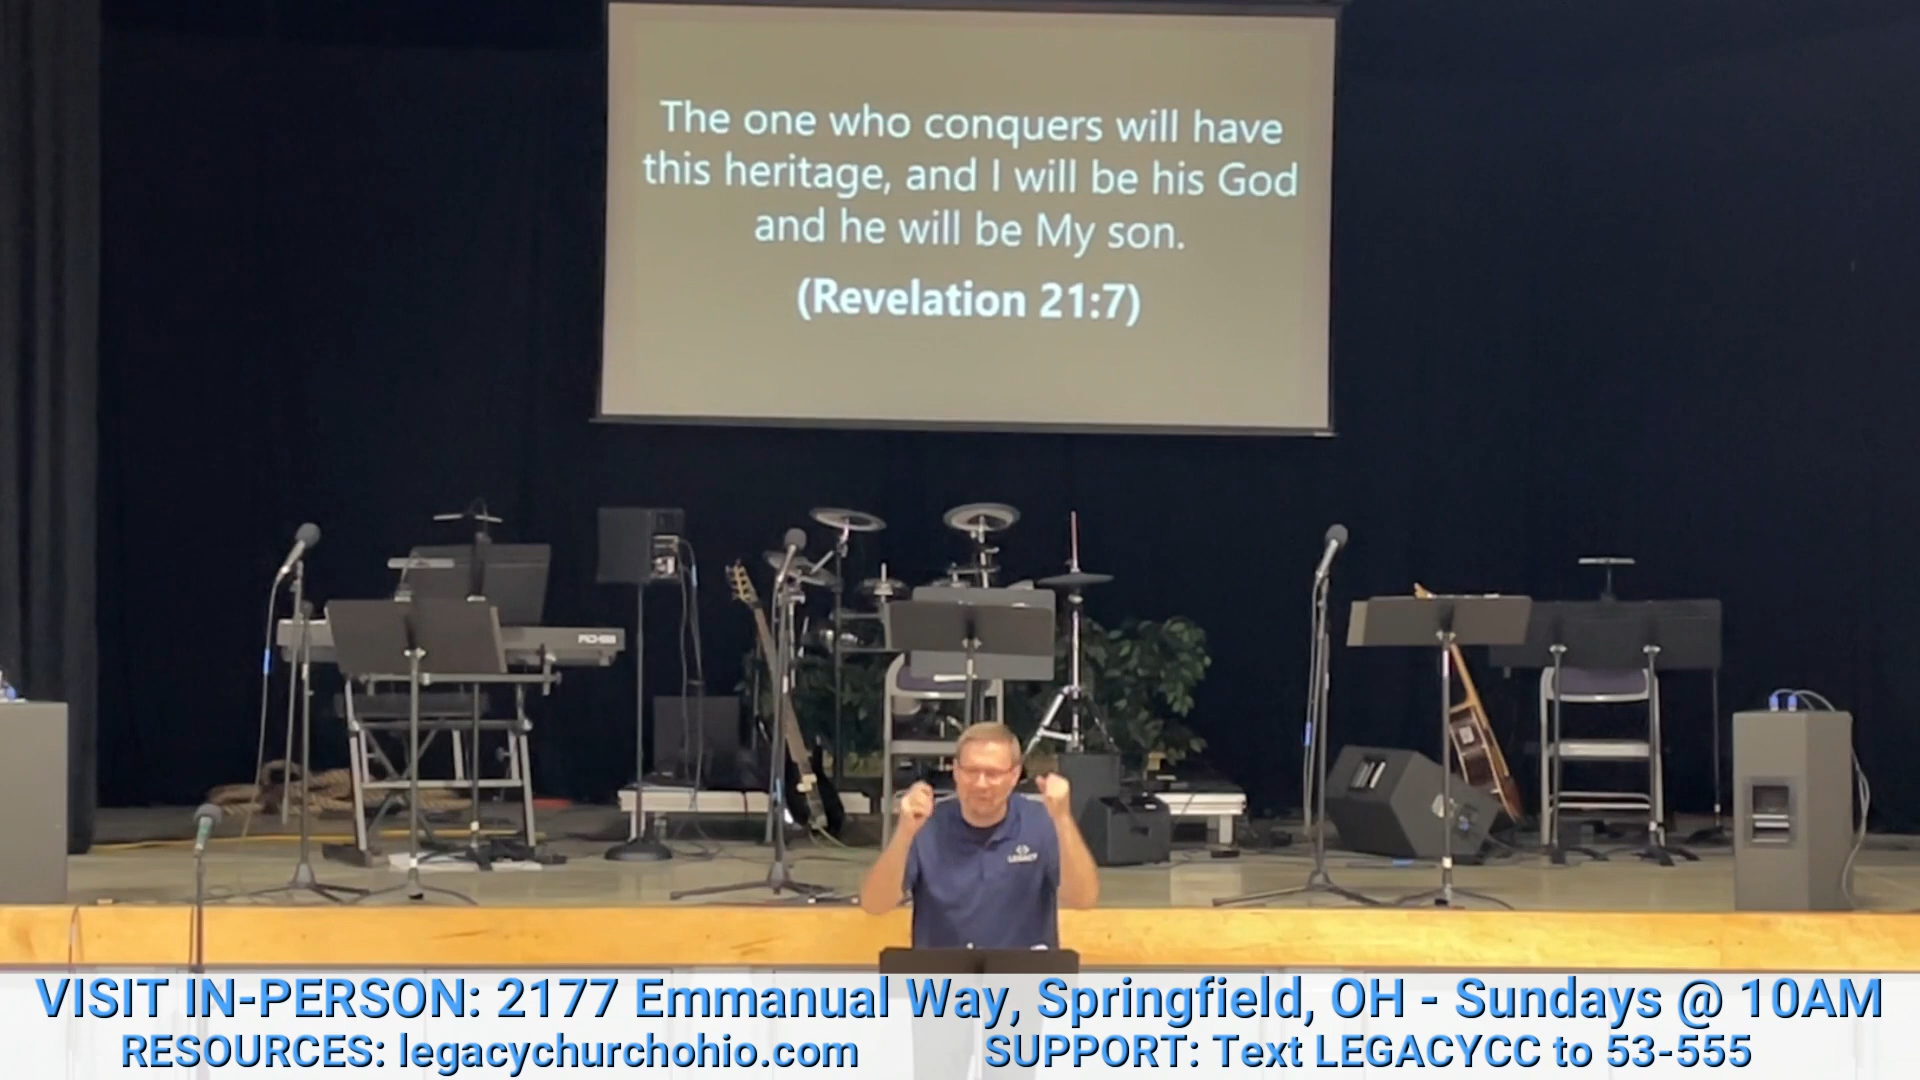 The one who conquers will have
this heritage, and I will be his God
and he will be My son.
(Revelation 21:7)
LEGACY
VISIT IN-PERSON: 2177 Emmanual Way, Springfield, OH - Sundays @ 10AM
RESOURCES: legacychurchohio.com
SUPPORT: Text LEGACYCC to 53-555